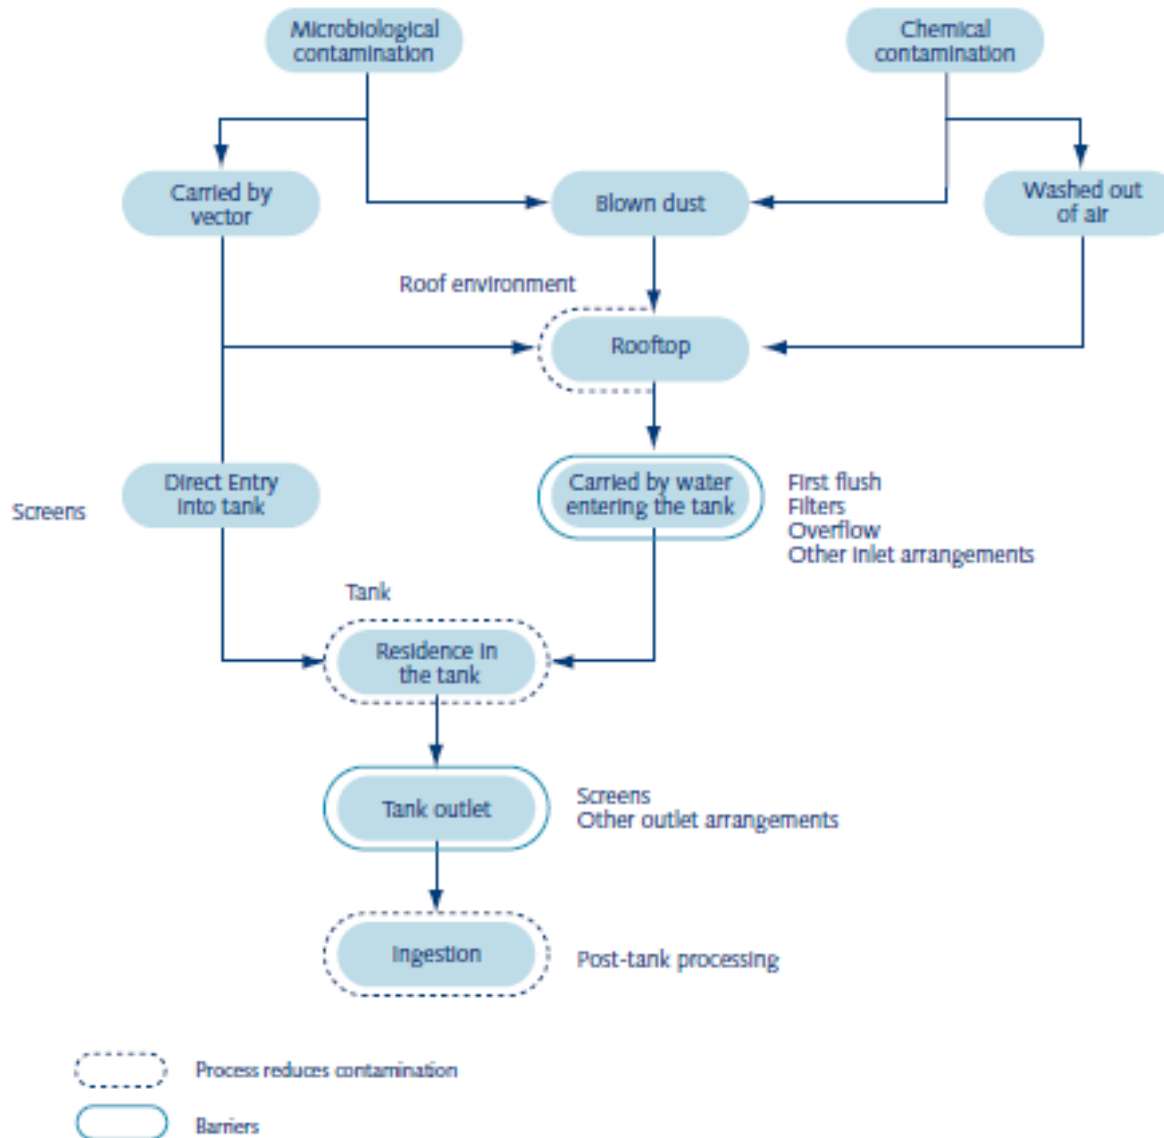 Microbiological
contamination
Chemical
contamination
Carried by
vector
Blown dust
Washed out
of air
Roof environment
Rooftop
Direct Entry
into tank
Screens
Carried by water
entering the tank
First flush
Filters
Overflow
Other inlet arrangements
Tank
Residence in
the tank
Tank outlet
Screens
Other outlet arrangements
Ingestion
Post-tank processing
Process reduces contamination
Barriers